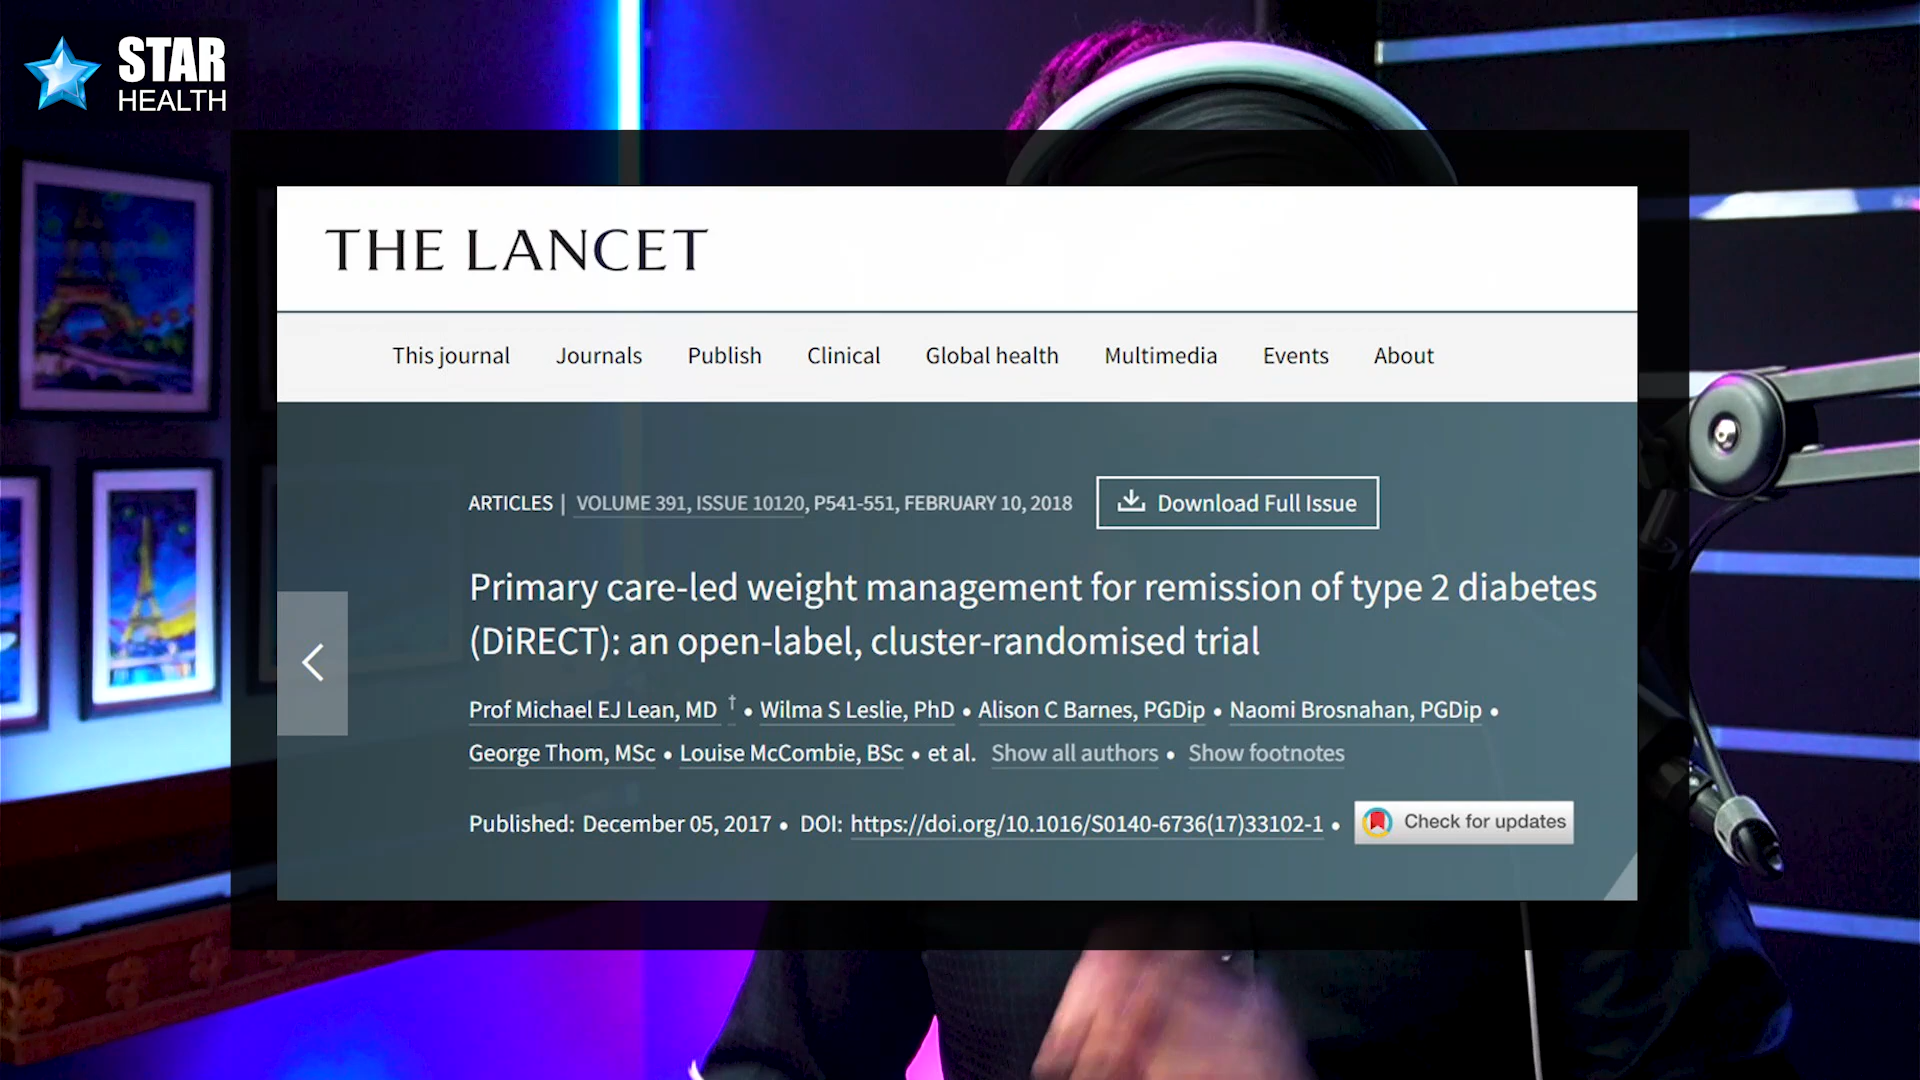 STAR
HEALTH
THE LANCET
This journal Journals Publish Clinical Global health Multimedia Events About
ARTICLES | VOLUME 391, ISSUE 10120, P541-551, FEBRUARY 10, 2018 Download Full Issue
Primary care-led weight management for remission of type 2 diabetes
(DiRECT): an open-label, cluster-randomised trial
Prof Michael EJ Lean, MD † • Wilma S Leslie, PhD • Alison C Barnes, PGDip • Naomi Brosnahan, PGDip •
George Thom, MSc • Louise McCombie, BSc • et al. Show all authors • Show footnotes
Published: December 05, 2017 • DOI: https://doi.org/10.1016/S0140-6736(17)33102-1 • Check for updates